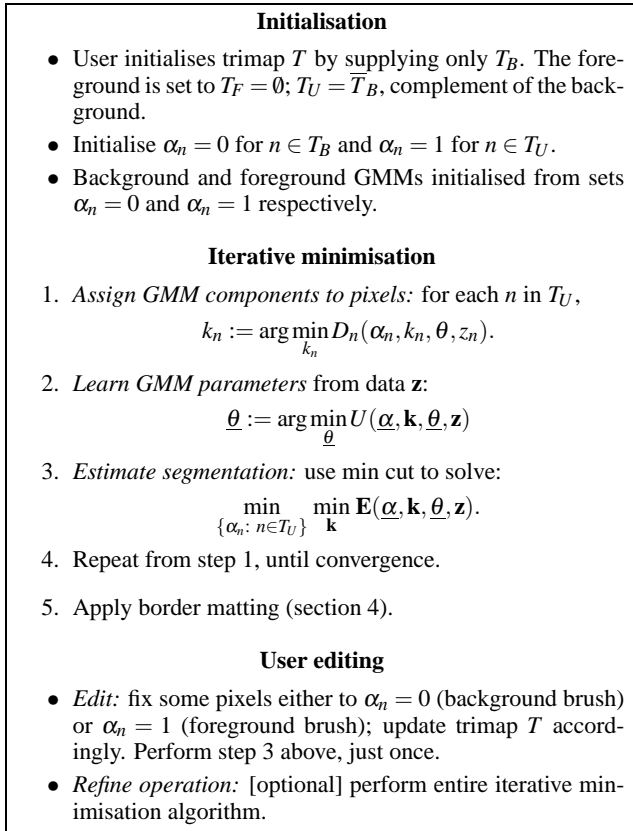 Initialisation
• User initialises trimap T by supplying only T_B. The fore-
ground is set to T_F = ∅; T_U = T̅_B, complement of the back-
ground.
• Initialise α_n = 0 for n ∈ T_B and α_n = 1 for n ∈ T_U.
• Background and foreground GMMs initialised from sets
α_n = 0 and α_n = 1 respectively.
Iterative minimisation
1. Assign GMM components to pixels: for each n in T_U,
k_n := arg min_{k_n} D_n(α_n, k_n, θ, z_n).
2. Learn GMM parameters from data z:
θ̲ := arg min_{θ̲} U(α̲, k, θ̲, z)
3. Estimate segmentation: use min cut to solve:
min_{{α_n: n∈T_U}} min_k E(α̲, k, θ̲, z).
4. Repeat from step 1, until convergence.
5. Apply border matting (section 4).
User editing
• Edit: fix some pixels either to α_n = 0 (background brush)
or α_n = 1 (foreground brush); update trimap T accord-
ingly. Perform step 3 above, just once.
• Refine operation: [optional] perform entire iterative min-
imisation algorithm.